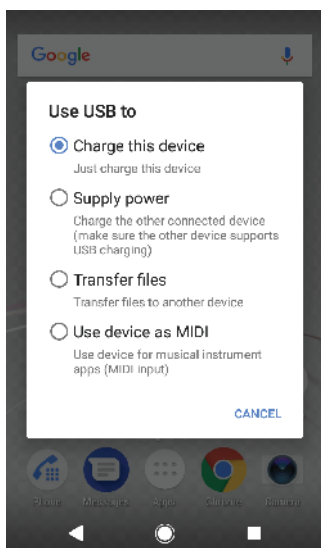 Google
Use USB to
Charge this device
Just charge this device
Supply power
Charge the other connected device
(make sure the other device supports
USB charging)
Transfer files
Transfer files to another device
Use device as MIDI
Use device for musical instrument
apps (MIDI input)
CANCEL
Phone Messages Apps Chrome